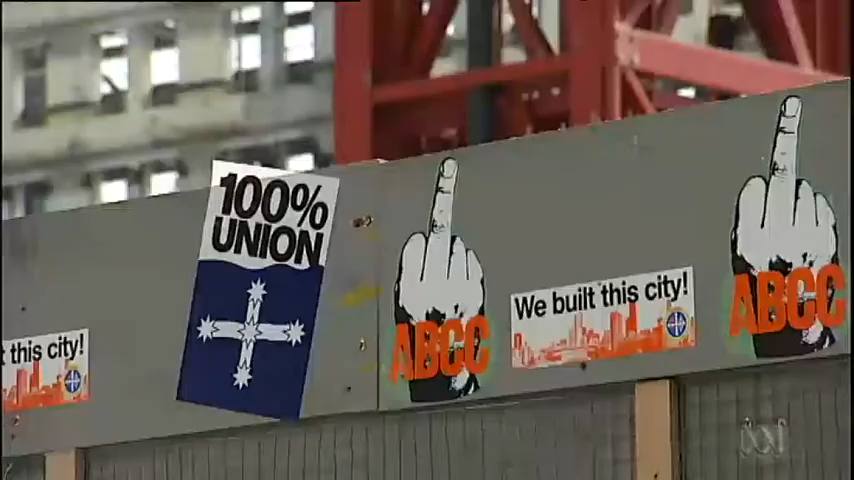 100%
UNION
ABCC
ABCC
We built this city!
t this city!